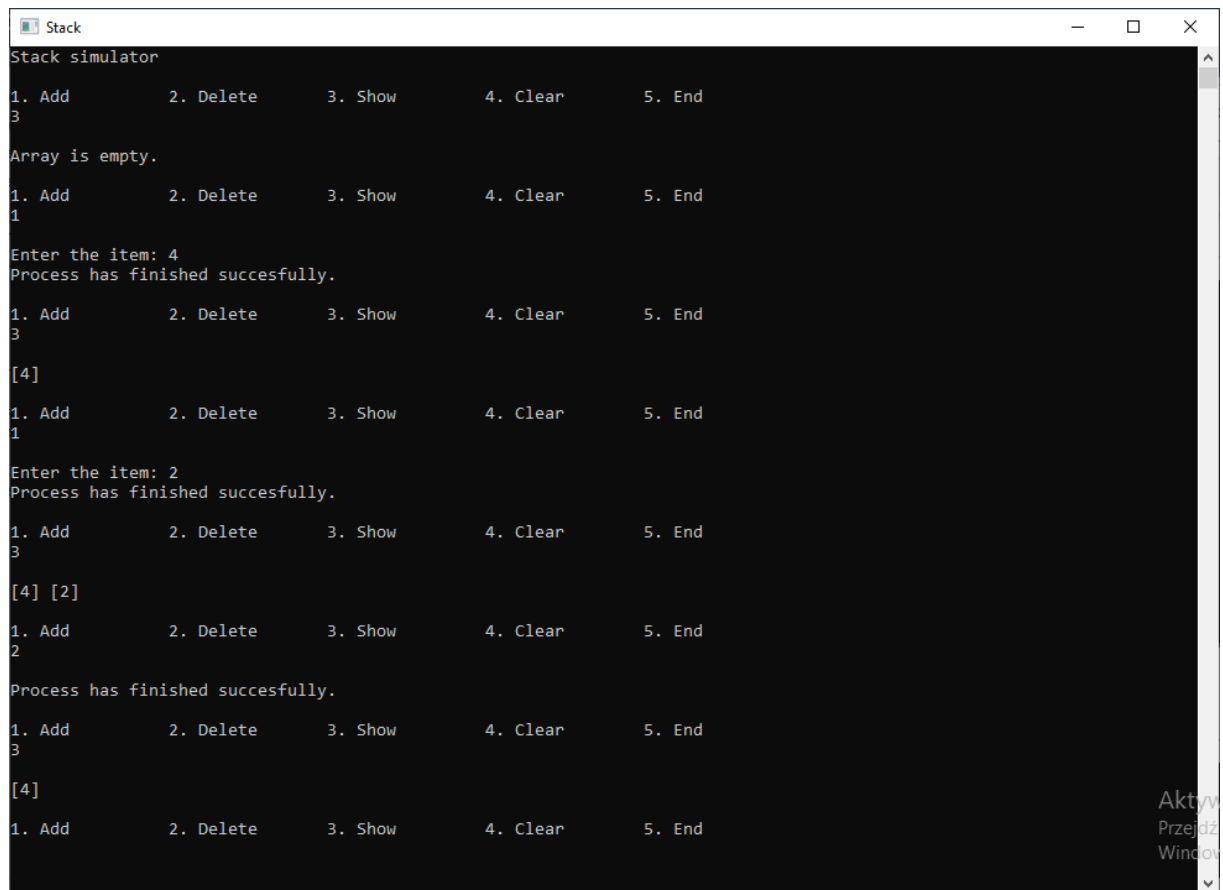 Stack
Stack simulator
1. Add 2. Delete 3. Show 4. Clear 5. End
3
Array is empty.
1. Add 2. Delete 3. Show 4. Clear 5. End
1
Enter the item: 4
Process has finished succesfully.
1. Add 2. Delete 3. Show 4. Clear 5. End
3
[4]
1. Add 2. Delete 3. Show 4. Clear 5. End
1
Enter the item: 2
Process has finished succesfully.
1. Add 2. Delete 3. Show 4. Clear 5. End
3
[4] [2]
1. Add 2. Delete 3. Show 4. Clear 5. End
2
Process has finished succesfully.
1. Add 2. Delete 3. Show 4. Clear 5. End
3
[4]
1. Add 2. Delete 3. Show 4. Clear 5. End
Przejdź